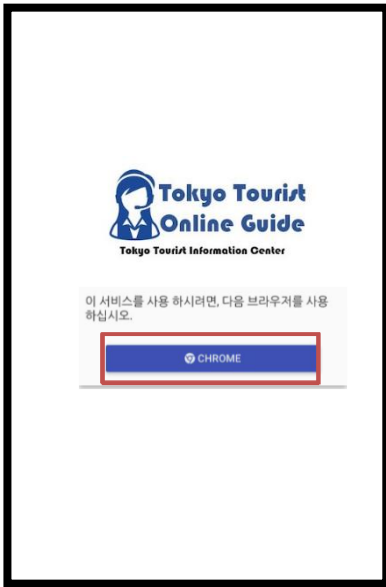 Tokyo Tourist
Online Guide
Tokyo Tourist Information Center
이 서비스를 사용 하시려면, 다음 브라우저를 사용
하십시오.
CHROME